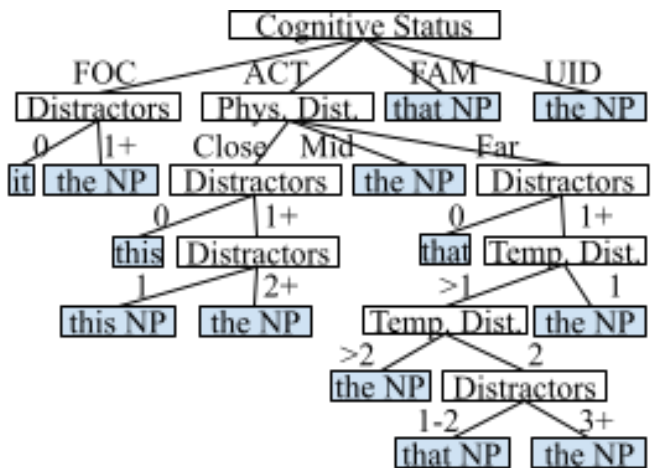 Cognitive Status
FOC ACT FAM UID
Distractors Phys. Dist. that NP the NP
0 1+ Close Mid Far
it the NP Distractors the NP Distractors
0 1+ 0 1+
this Distractors that Temp. Dist.
1 2+ >1 1
this NP the NP Temp. Dist. the NP
>2 2
the NP Distractors
1-2 3+
that NP the NP